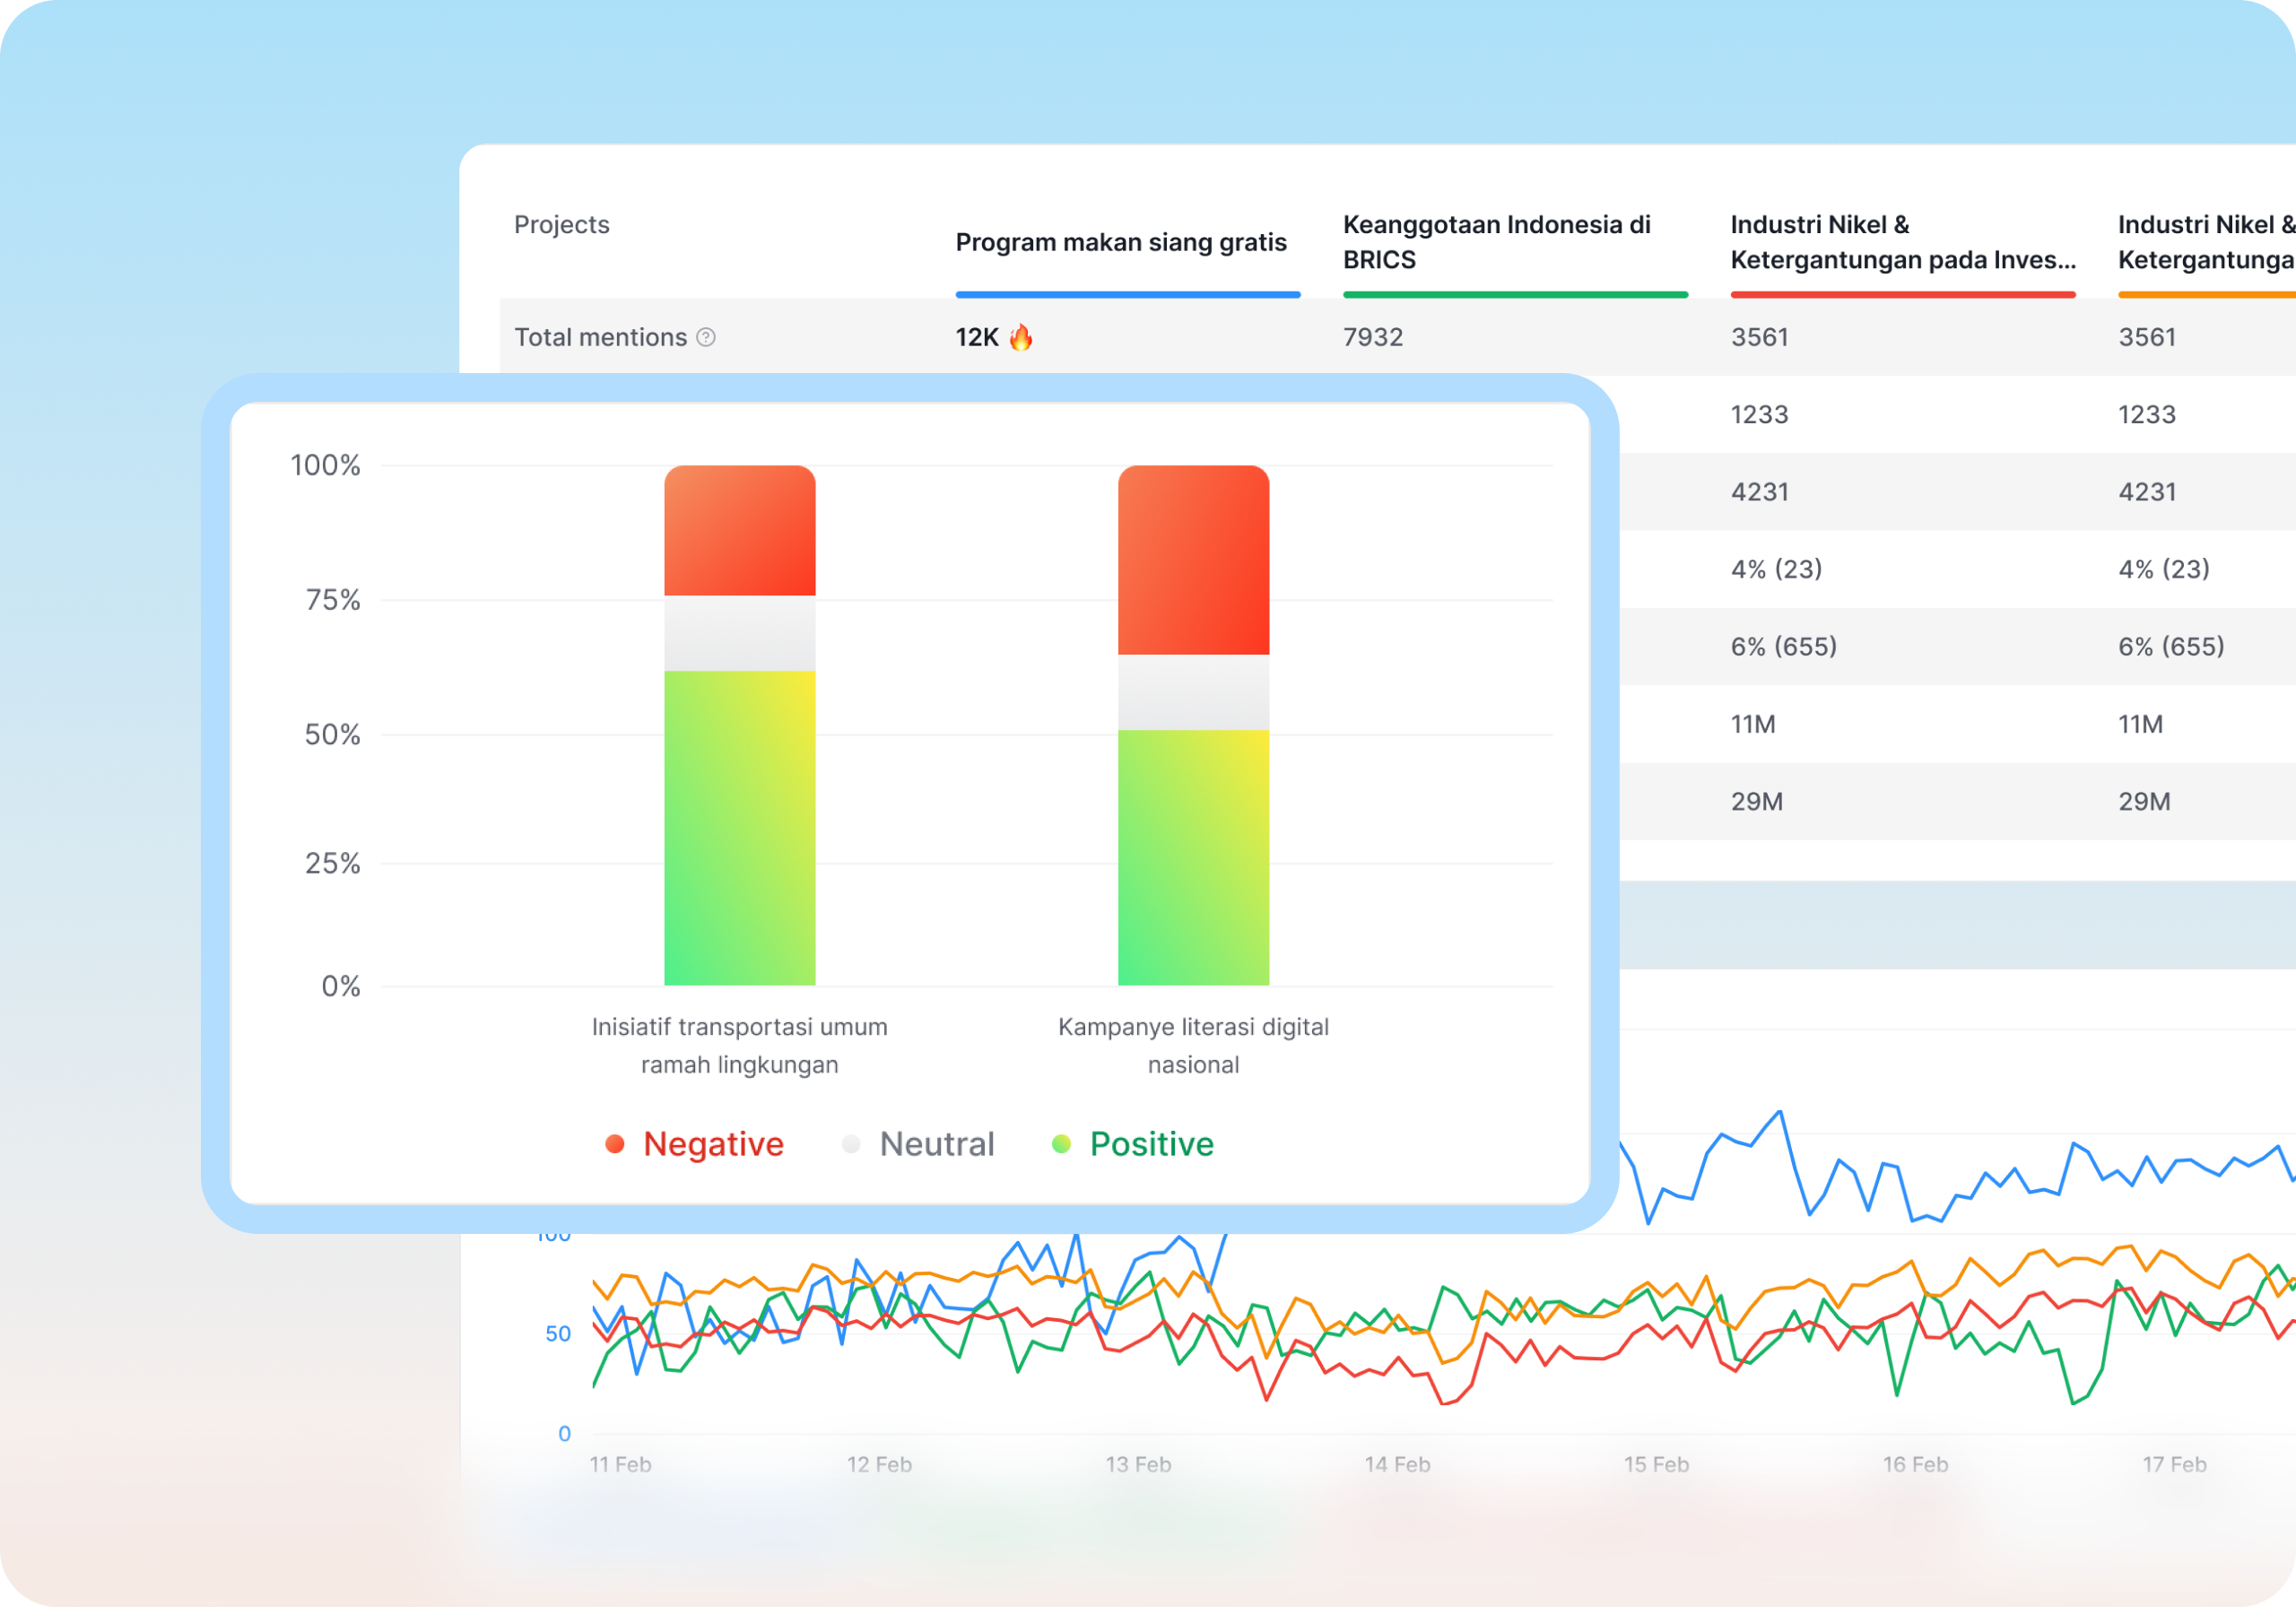 Projects
Program makan siang gratis
Keanggotaan Indonesia di
BRICS
Industri Nikel &
Ketergantungan pada Inves...
Industri Nikel &
Ketergantunga
Total mentions
12K 🔥 7932 3561 3561
1233 1233
4231 4231
4% (23) 4% (23)
6% (655) 6% (655)
11M 11M
29M 29M
100%
75%
50%
25%
0%
Inisiatif transportasi umum
ramah lingkungan
Kampanye literasi digital
nasional
Negative Neutral Positive
100
50
0
11 Feb 12 Feb 13 Feb 14 Feb 15 Feb 16 Feb 17 Feb